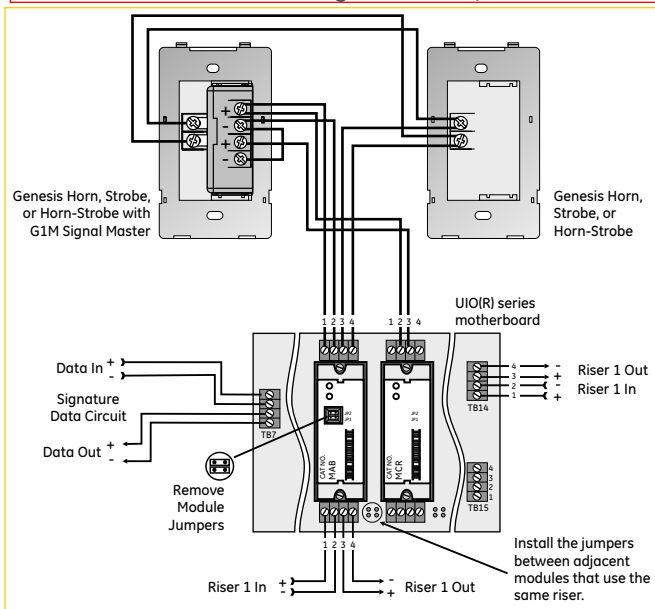 +
-
+
-
Genesis Horn, Strobe,
or Horn-Strobe with
G1M Signal Master
Genesis Horn,
Strobe, or
Horn-Strobe
UIO(R) series
motherboard
1 2 3 4
1 2 3 4
Data In + -
Signature
Data Circuit
Data Out + -
TB7
JP2
JP1
CAT NO.
MAB
JP2
JP1
CAT NO.
MCR
4 - Riser 1 Out
3 +
2 - Riser 1 In
1 +
TB14
4
3
2
1
TB15
Remove
Module
Jumpers
1 2 3 4
Riser 1 In + -
- + Riser 1 Out
Install the jumpers
between adjacent
modules that use the
same riser.